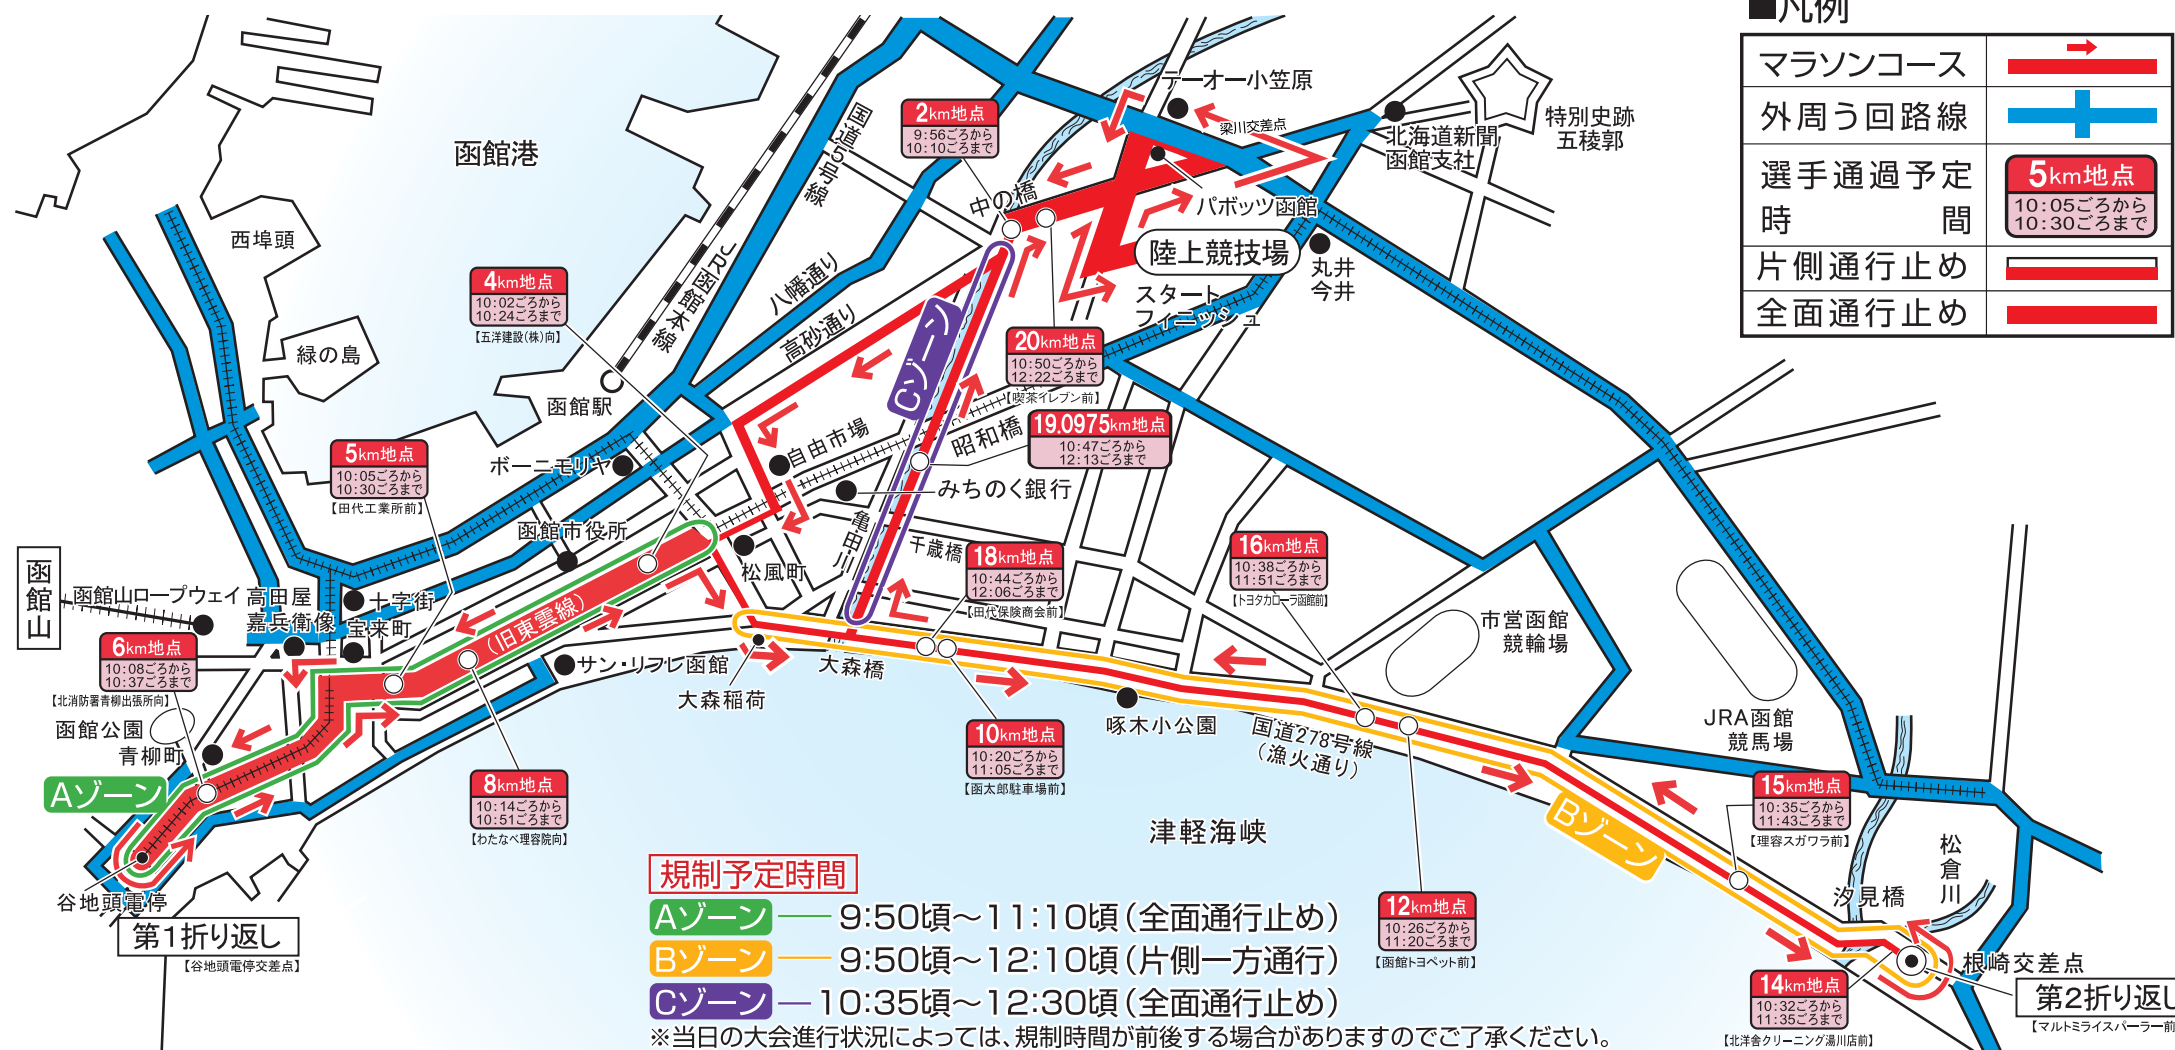 ■凡例
マラソンコース
外周う回路線
選手通過予定
時間
5km地点
10:05ごろから
10:30ごろまで
片側通行止め
全面通行止め
函館港
西埠頭
緑の島
国道5号線
JR函館本線
八幡通り
高砂通り
函館駅
2km地点
9:56ごろから
10:10ごろまで
中の橋
テーオー小笠原
梁川交差点
北海道新聞
函館支社
特別史跡
五稜郭
パボッツ函館
陸上競技場
スタート
フィニッシュ
丸井
今井
4km地点
10:02ごろから
10:24ごろまで
【五洋建設(株)向】
Cゾーン
20km地点
10:50ごろから
12:22ごろまで
【喫茶イレブン前】
19.0975km地点
10:47ごろから
12:13ごろまで
昭和橋
自由市場
みちのく銀行
ボーニモリヤ
5km地点
10:05ごろから
10:30ごろまで
【田代工業所前】
函館市役所
亀田川
千歳橋
松風町
18km地点
10:44ごろから
12:06ごろまで
【田代保険商会前】
16km地点
10:38ごろから
11:51ごろまで
【トヨタカローラ函館前】
函館山
函館山ロープウェイ
高田屋
嘉兵衛像
十字街
宝来町
(旧東雲線)
6km地点
10:08ごろから
10:37ごろまで
【北消防署青柳出張所向】
函館公園
青柳町
Aゾーン
サン・リフレ函館
大森稲荷
大森橋
啄木小公園
国道278号線
(漁火通り)
市営函館
競輪場
JRA函館
競馬場
10km地点
10:20ごろから
11:05ごろまで
【函太郎駐車場前】
8km地点
10:14ごろから
10:51ごろまで
【わたなべ理容院向】
津軽海峡
Bゾーン
15km地点
10:35ごろから
11:43ごろまで
【理容スガワラ前】
松倉川
汐見橋
12km地点
10:26ごろから
11:20ごろまで
【函館トヨペット前】
谷地頭電停
第1折り返し
【谷地頭電停交差点】
根崎交差点
第2折り返し
【マルトミライスパーラー前
14km地点
10:32ごろから
11:35ごろまで
【北洋舎クリーニング湯川店前】
規制予定時間
Aゾーン 9:50頃～11:10頃(全面通行止め)
Bゾーン 9:50頃～12:10頃(片側一方通行)
Cゾーン 10:35頃～12:30頃(全面通行止め)
※当日の大会進行状況によっては、規制時間が前後する場合がありますのでご了承ください。